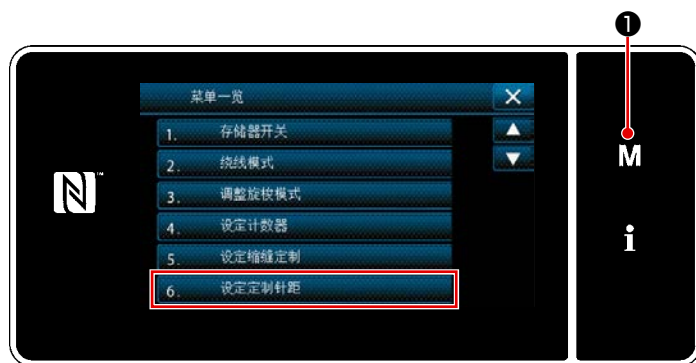 ❶
菜单一览
1. 存储器开关
2. 绕线模式
3. 调整旋梭模式
4. 设定计数器
5. 设定缩缝定制
6. 设定定制针距
N™
M
i